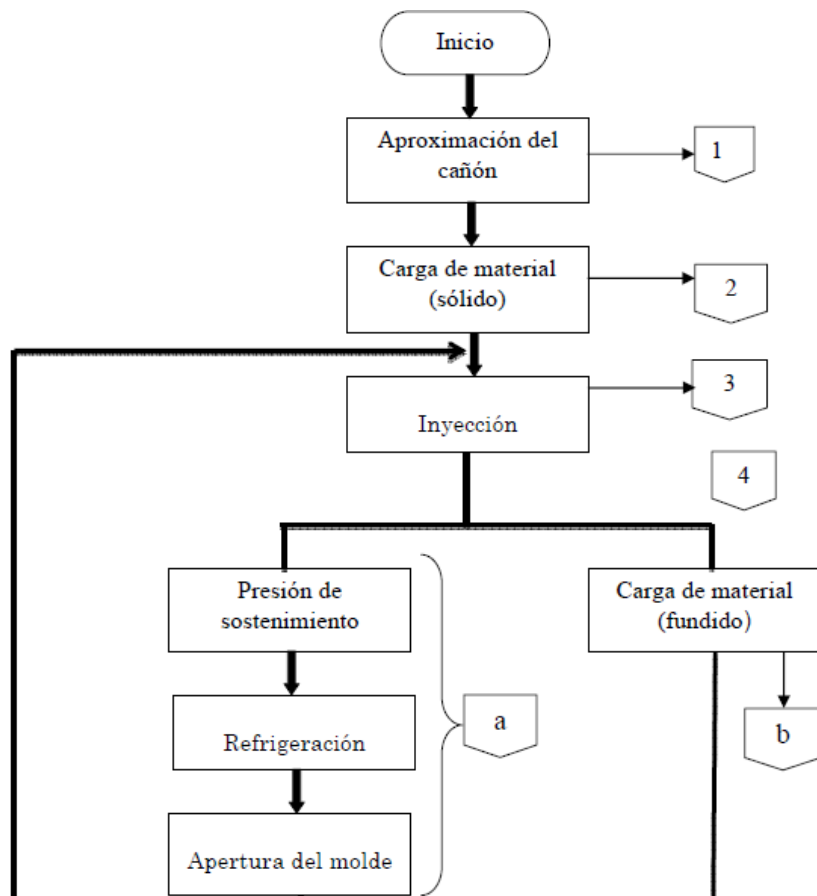 Inicio
Aproximación del
cañón
1
Carga de material
(sólido)
2
Inyección
3
4
Presión de
sostenimiento
Carga de material
(fundido)
Refrigeración
a
b
Apertura del molde